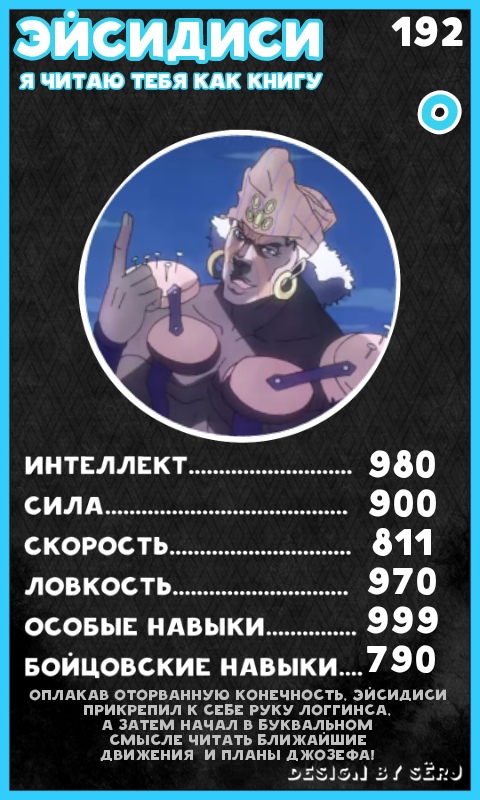 ЭЙСИДИСИ
192
Я ЧИТАЮ ТЕБЯ КАК КНИГУ
ИНТЕЛЛЕКТ.............................. 980
СИЛА............................................. 900
СКОРОСТЬ................................. 811
ЛОВКОСТЬ................................ 970
ОСОБЫЕ НАВЫКИ................ 999
БОЙЦОВСКИЕ НАВЫКИ.... 790
ОПЛАКАВ ОТОРВАННУЮ КОНЕЧНОСТЬ, ЭЙСИДИСИ
ПРИКРЕПИЛ К СЕБЕ РУКУ ЛОГГИНСА,
А ЗАТЕМ НАЧАЛ В БУКВАЛЬНОМ
СМЫСЛЕ ЧИТАТЬ БЛИЖАЙШИЕ
ДВИЖЕНИЯ И ПЛАНЫ ДЖОЗЕФА!
DESIGN BY SЁRJ